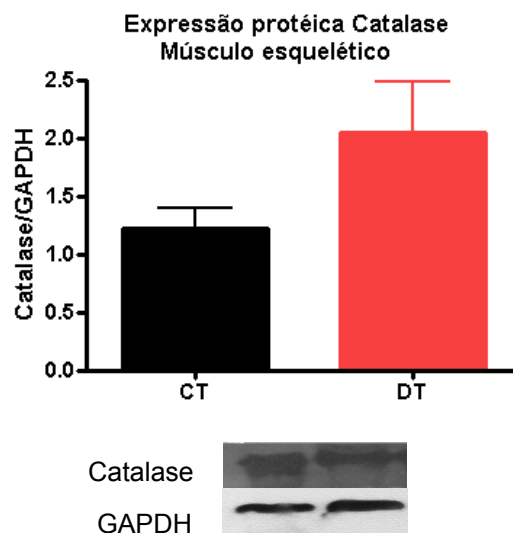 Expressão protéica Catalase
Músculo esquelético
Catalase/GAPDH
2.5
2.0
1.5
1.0
0.5
0.0
CT DT
Catalase
GAPDH